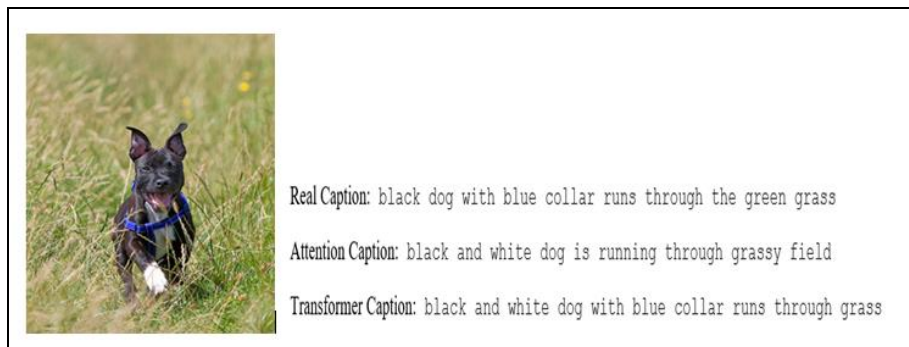 Real Caption: black dog with blue collar runs through the green grass
Attention Caption: black and white dog is running through grassy field
Transformer Caption: black and white dog with blue collar runs through grass